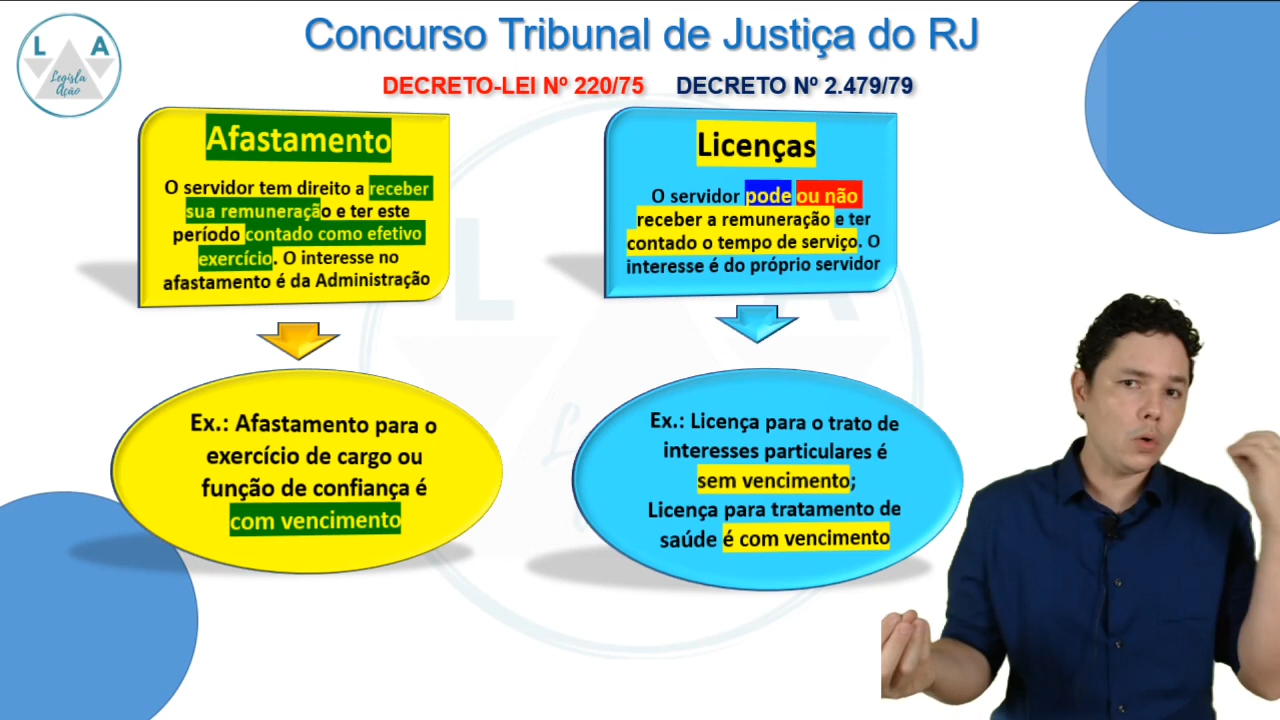 L A
Legisla
Ação
Concurso Tribunal de Justiça do RJ
DECRETO-LEI Nº 220/75 DECRETO Nº 2.479/79
Afastamento
O servidor tem direito a receber
sua remuneração e ter este
período contado como efetivo
exercício. O interesse no
afastamento é da Administração
Ex.: Afastamento para o
exercício de cargo ou
função de confiança é
com vencimento
Licenças
O servidor pode ou não
receber a remuneração e ter
contado o tempo de serviço. O
interesse é do próprio servidor
Ex.: Licença para o trato de
interesses particulares é
sem vencimento;
Licença para tratamento de
saúde é com vencimento
L A